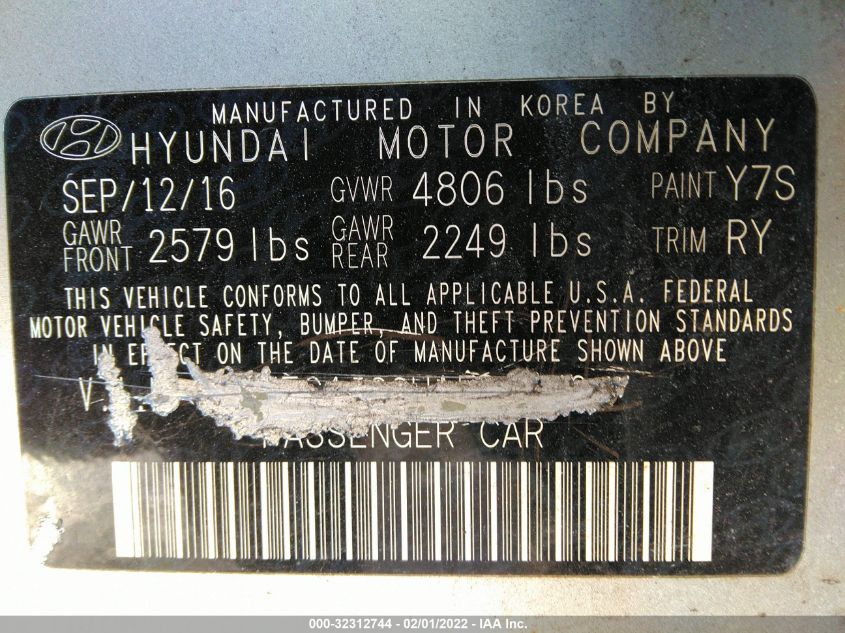 MANUFACTURED IN KOREA BY
HYUNDAI MOTOR COMPANY
SEP/12/16 GVWR 4806 lbs PAINT Y7S
GAWR FRONT 2579 lbs GAWR REAR 2249 lbs TRIM RY
THIS VEHICLE CONFORMS TO ALL APPLICABLE U.S.A. FEDERAL
MOTOR VEHICLE SAFETY, BUMPER, AND THEFT PREVENTION STANDARDS
IN EFFECT ON THE DATE OF MANUFACTURE SHOWN ABOVE
PASSENGER CAR
000-32312744 - 02/01/2022 - IAA Inc.